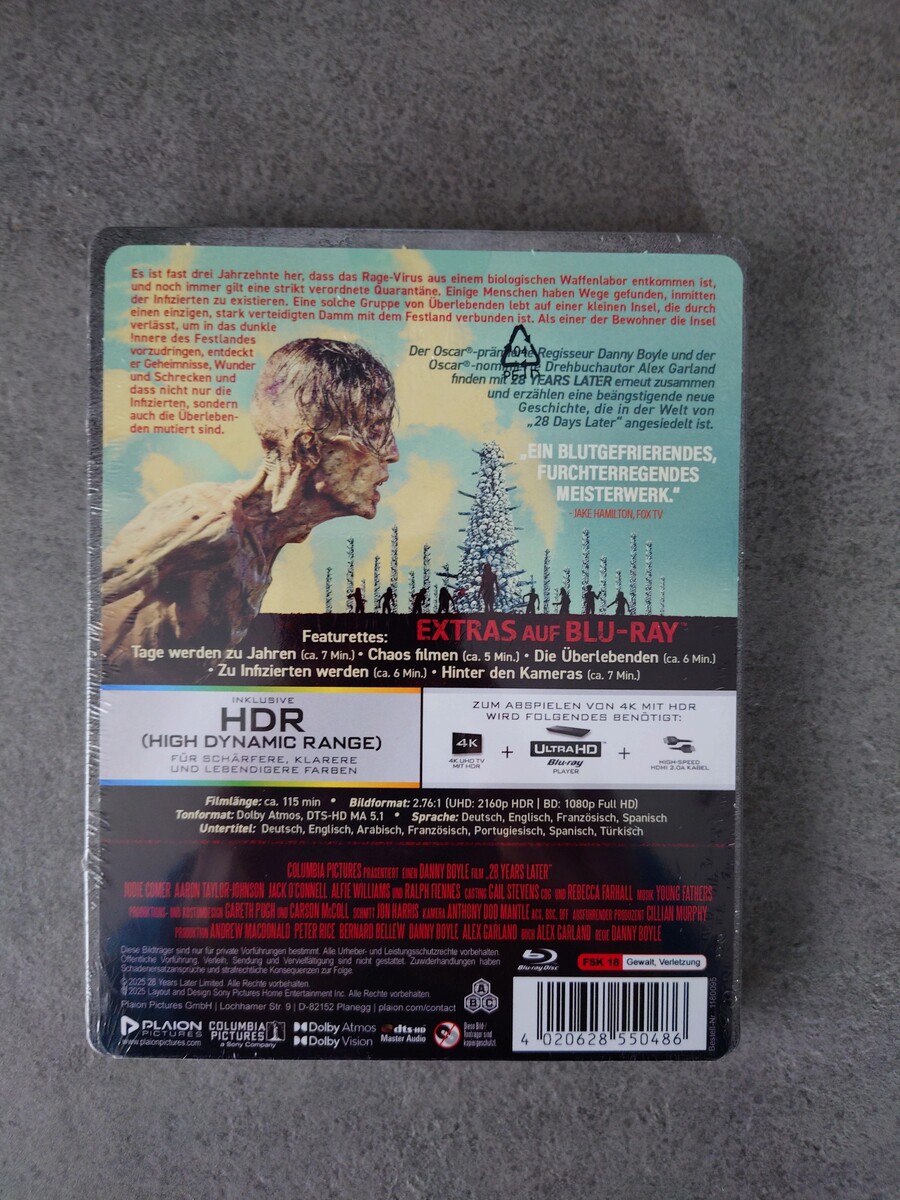 Es ist fast drei Jahrzehnte her, dass das Rage-Virus aus einem biologischen Waffenlabor entkommen ist,
und noch immer gilt eine strikt verordnete Quarantäne. Einige Menschen haben Wege gefunden, inmitten
der Infizierten zu existieren. Eine solche Gruppe von Überlebenden lebt auf einer kleinen Insel, die durch
einen einzigen, stark verteidigten Damm mit dem Festland verbunden ist. Als einer der Bewohner die Insel
verlässt, um in das dunkle
Innere des Festlandes
vorzudringen, entdeckt
er Geheimnisse, Wunder
und Schrecken und
dass nicht nur die
Infizierten, sondern
auch die Überleben-
den mutiert sind.
04
PET
Der Oscar®-prämierte Regisseur Danny Boyle und der
Oscar®-nominierte Drehbuchautor Alex Garland
finden mit 28 YEARS LATER erneut zusammen
und erzählen eine beängstigende neue
Geschichte, die in der Welt von
„28 Days Later" angesiedelt ist.
„EIN BLUTGEFRIERENDES,
FURCHTERREGENDES
MEISTERWERK."
- JAKE HAMILTON, FOX TV
EXTRAS AUF BLU-RAY™
Featurettes:
Tage werden zu Jahren (ca. 7 Min.) • Chaos filmen (ca. 5 Min.) • Die Überlebenden (ca. 6 Min.)
• Zu Infizierten werden (ca. 6 Min.) • Hinter den Kameras (ca. 7 Min.)
INKLUSIVE
HDR
(HIGH DYNAMIC RANGE)
FÜR SCHÄRFERE, KLARERE
UND LEBENDIGERE FARBEN
ZUM ABSPIELEN VON 4K MIT HDR
WIRD FOLGENDES BENÖTIGT:
4K
4K UHD TV
MIT HDR
+
ULTRA HD
Blu-ray
PLAYER
+
HIGH-SPEED
HDMI 2.0A KABEL
Filmlänge: ca. 115 min • Bildformat: 2.76:1 (UHD: 2160p HDR | BD: 1080p Full HD)
Tonformat: Dolby Atmos, DTS-HD MA 5.1 • Sprache: Deutsch, Englisch, Französisch, Spanisch
Untertitel: Deutsch, Englisch, Arabisch, Französisch, Portugiesisch, Spanisch, Türkisch
COLUMBIA PICTURES PRÄSENTIERT EINEN DANNY BOYLE FILM „28 YEARS LATER"
JODIE COMER AARON TAYLOR-JOHNSON JACK O'CONNELL ALFIE WILLIAMS UND RALPH FIENNES CASTING GAIL STEVENS CDG UND REBECCA FARHALL MUSIK YOUNG FATHERS
PRODUKTIONS- UND KOSTÜMDESIGN GARETH PUGH UND CARSON McCOLL SCHNITT JON HARRIS KAMERA ANTHONY DOD MANTLE ASC, BSC, DFF AUSFÜHRENDER PRODUZENT CILLIAN MURPHY
PRODUKTION ANDREW MACDONALD PETER RICE BERNARD BELLEW DANNY BOYLE ALEX GARLAND BUCH ALEX GARLAND REGIE DANNY BOYLE
Diese Bildträger sind nur für private Vorführungen bestimmt. Alle Urheber- und Leistungsschutzrechte vorbehalten.
Öffentliche Vorführung, Verleih, Sendung und Vervielfältigung sind nicht gestattet. Zuwiderhandlungen haben
Schadenersatzansprüche und strafrechtliche Konsequenzen zur Folge.
© 2025 28 Years Later Limited. Alle Rechte vorbehalten.
© 2025 Layout and Design Sony Pictures Home Entertainment Inc. Alle Rechte vorbehalten.
Plaion Pictures GmbH | Lochhamer Str. 9 | D-82152 Planegg | plaion.com/contact
Blu-ray Disc
FSK 18 Gewalt, Verletzung
A
B C
PLAION
PICTURES
www.plaionpictures.com
COLUMBIA
PICTURES
a Sony Company
Dolby Atmos
Dolby Vision
dts-HD
Master Audio
Diese Bild-/
Tonträger sind
kopiergeschützt
4 020628 550486